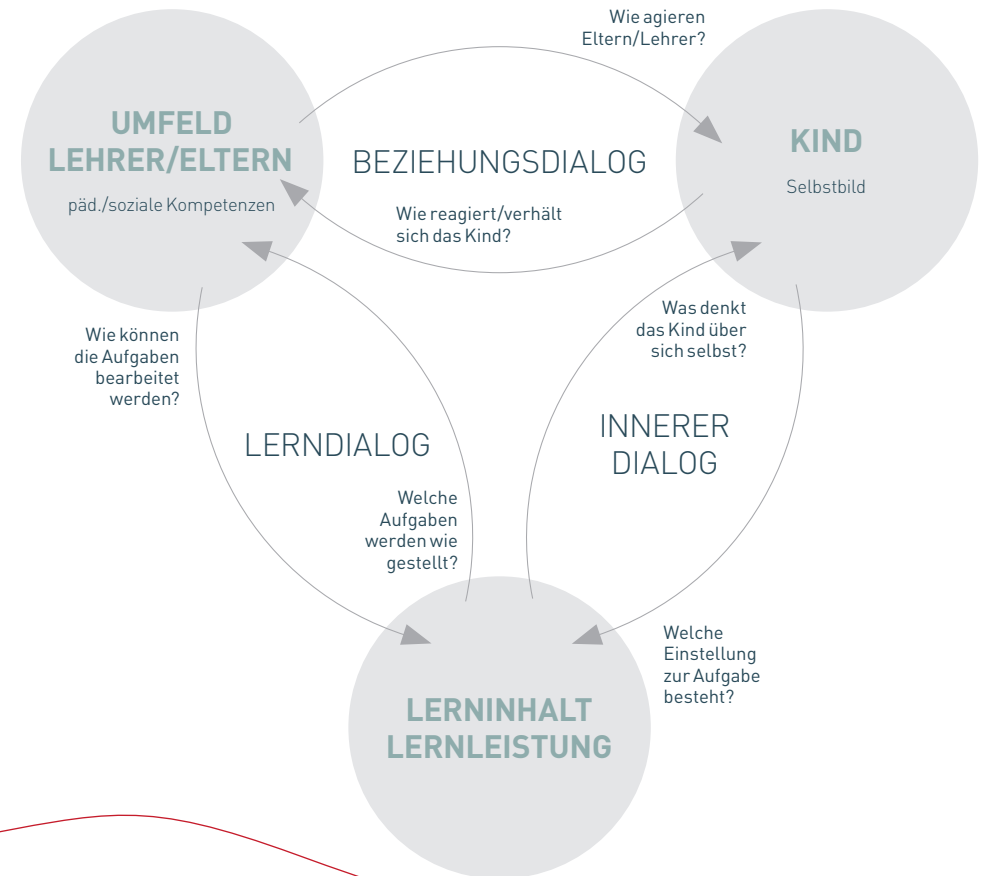 Wie agieren
Eltern/Lehrer?
UMFELD
LEHRER/ELTERN
päd./soziale Kompetenzen
BEZIEHUNGSDIALOG
KIND
Selbstbild
Wie reagiert/verhält
sich das Kind?
Wie können
die Aufgaben
bearbeitet
werden?
Was denkt
das Kind über
sich selbst?
LERNDIALOG
INNERER
DIALOG
Welche
Aufgaben
werden wie
gestellt?
Welche
Einstellung
zur Aufgabe
besteht?
LERNINHALT
LERNLEISTUNG